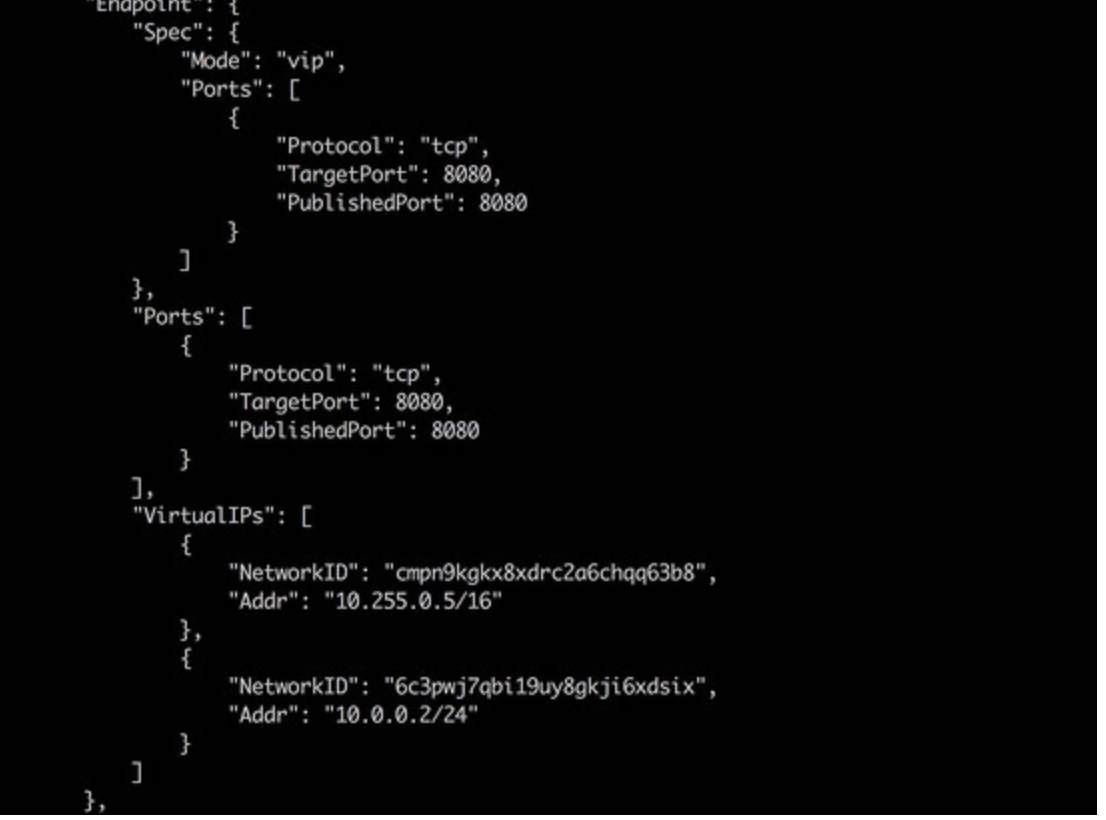 "Endpoint": {
"Spec": {
"Mode": "vip",
"Ports": [
{
"Protocol": "tcp",
"TargetPort": 8080,
"PublishedPort": 8080
}
]
},
"Ports": [
{
"Protocol": "tcp",
"TargetPort": 8080,
"PublishedPort": 8080
}
],
"VirtualIPs": [
{
"NetworkID": "cmpn9kgkx8xdrc2a6chqq63b8",
"Addr": "10.255.0.5/16"
},
{
"NetworkID": "6c3pwj7qbi19uy8gkji6xdsix",
"Addr": "10.0.0.2/24"
}
]
},